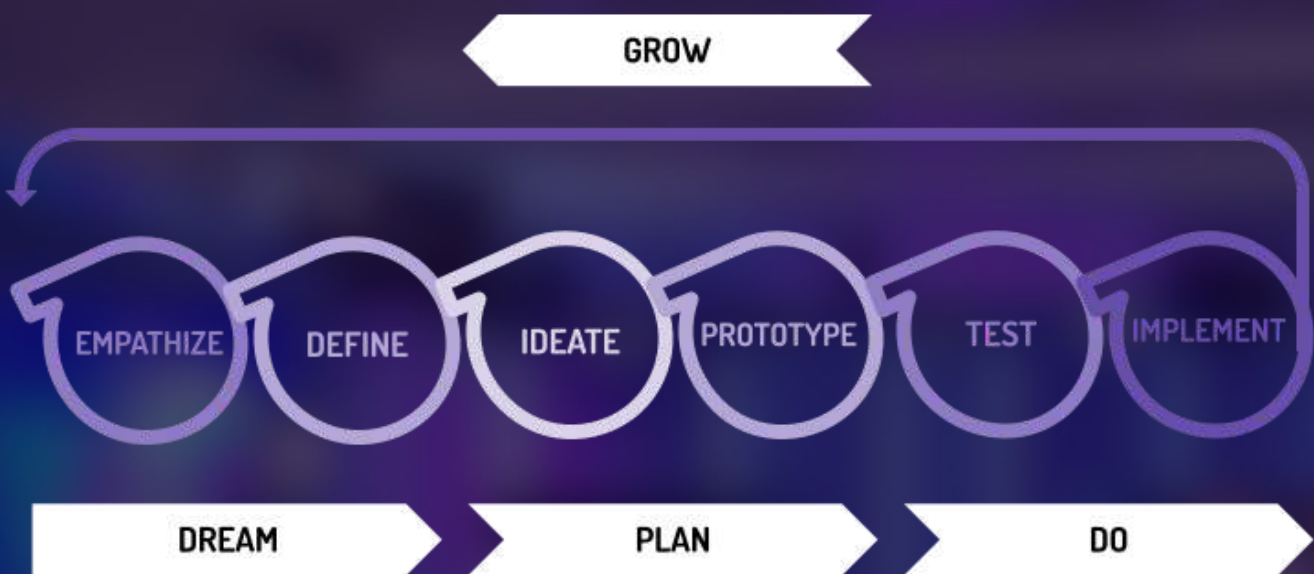 GROW
EMPATHIZE
DEFINE
IDEATE
PROTOTYPE
TEST
IMPLEMENT
DREAM
PLAN
DO